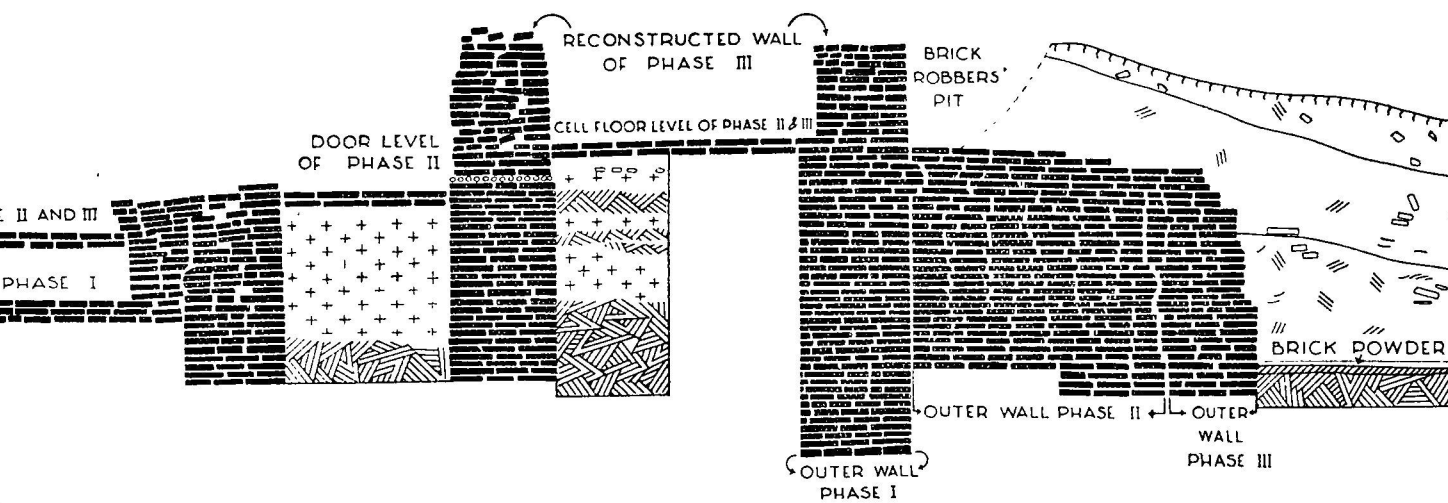 RECONSTRUCTED WALL
OF PHASE III
BRICK
ROBBERS'
PIT
CELL FLOOR LEVEL OF PHASE II & III
DOOR LEVEL
OF PHASE II
II AND III
PHASE I
BRICK POWDER
OUTER WALL PHASE II
OUTER
WALL
PHASE III
OUTER WALL
PHASE I